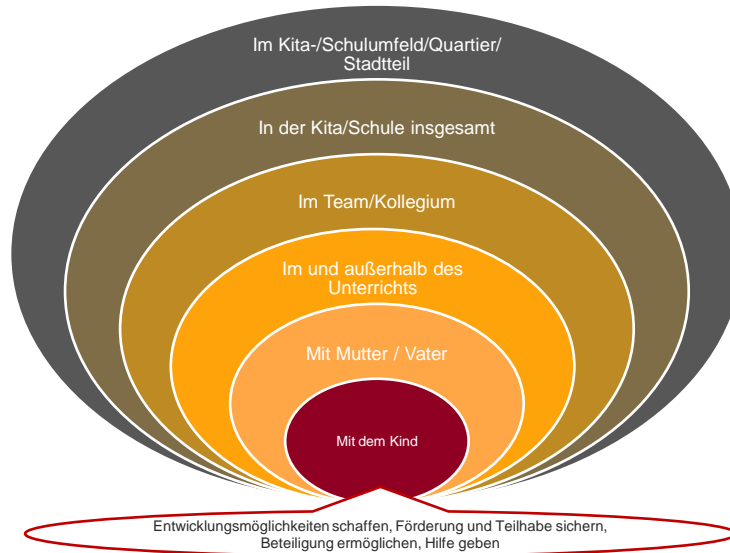 Im Kita-/Schulumfeld/Quartier/
Stadtteil
In der Kita/Schule insgesamt
Im Team/Kollegium
Im und außerhalb des
Unterrichts
Mit Mutter / Vater
Mit dem Kind
Entwicklungsmöglichkeiten schaffen, Förderung und Teilhabe sichern,
Beteiligung ermöglichen, Hilfe geben